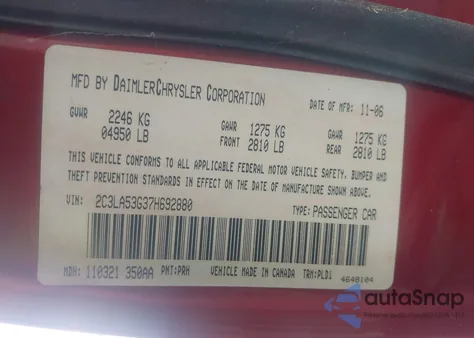 MFD BY DAIMLERCHRYSLER CORPORATION
DATE OF MFR: 11-06
GVWR 2246 KG 04950 LB
GAWR FRONT 1275 KG 2810 LB
GAWR REAR 1275 KG 2810 LB
THIS VEHICLE CONFORMS TO ALL APPLICABLE FEDERAL MOTOR VEHICLE SAFETY, BUMPER AND
THEFT PREVENTION STANDARDS IN EFFECT ON THE DATE OF MANUFACTURE SHOWN ABOVE.
VIN: 2C3LA53G37H692880 TYPE: PASSENGER CAR
MDH: 110321 350AA PNT: PRH VEHICLE MADE IN CANADA TRM: PLD1 4648104
autaSnap